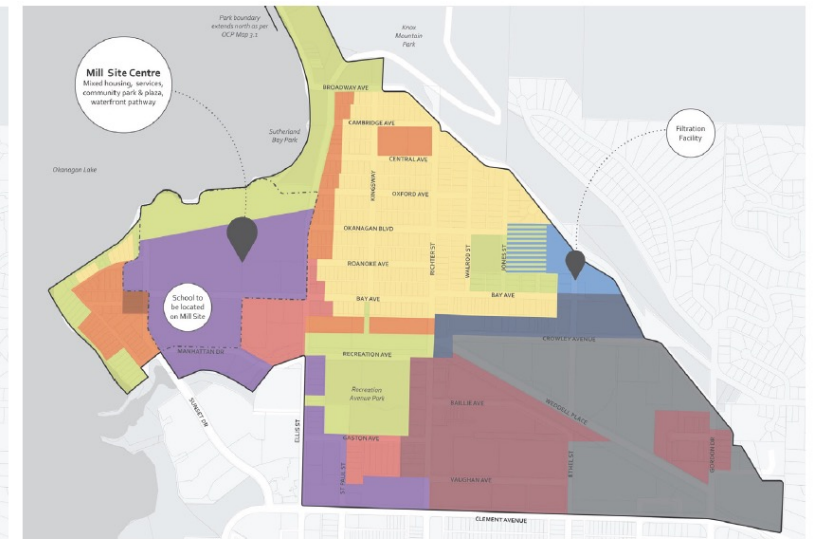 Park boundary
extends north as per
OCP Map 3.1
Knox
Mountain
Park
Mill Site Centre
Mixed housing, services,
community park & plaza,
waterfront pathway
BROADWAY AVE
CAMBRIDGE AVE
Filtration
Facility
Sutherland
Bay Park
CENTRAL AVE
Okanagan Lake
KINGSWAY
OXFORD AVE
OKANAGAN BLVD
RICHTER ST
WALROD ST
JONES ST
ROANOKE AVE
BAY AVE
BAY AVE
School to
be located
on Mill Site
CROWLEY AVENUE
MANHATTAN DR
RECREATION AVE
Recreation
Avenue Park
SUNSET DR
BAILLIE AVE
WEDDELL PLACE
ELLIS ST
GASTON AVE
GORDON DR
ST PAUL ST
ETHEL ST
VAUGHAN AVE
CLEMENT AVENUE